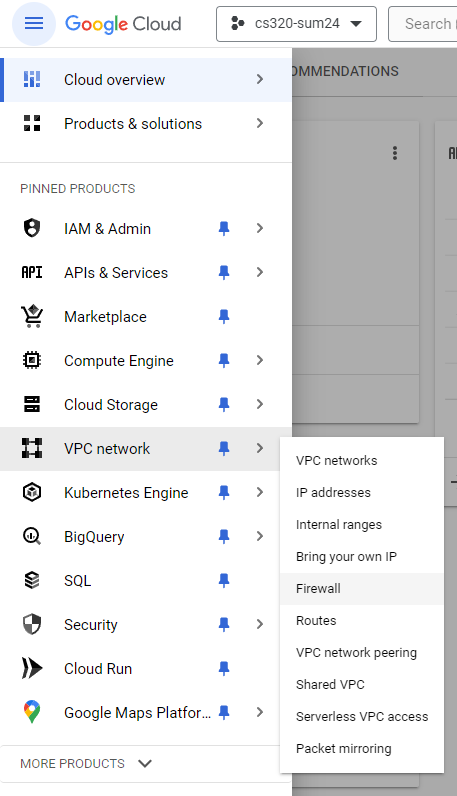 Google Cloud
cs320-sum24
Search
OMMENDATIONS
Cloud overview
Products & solutions
PINNED PRODUCTS
IAM & Admin
API APIs & Services
Marketplace
Compute Engine
Cloud Storage
VPC network
Kubernetes Engine
BigQuery
SQL
Security
Cloud Run
Google Maps Platfor...
MORE PRODUCTS
VPC networks
IP addresses
Internal ranges
Bring your own IP
Firewall
Routes
VPC network peering
Shared VPC
Serverless VPC access
Packet mirroring